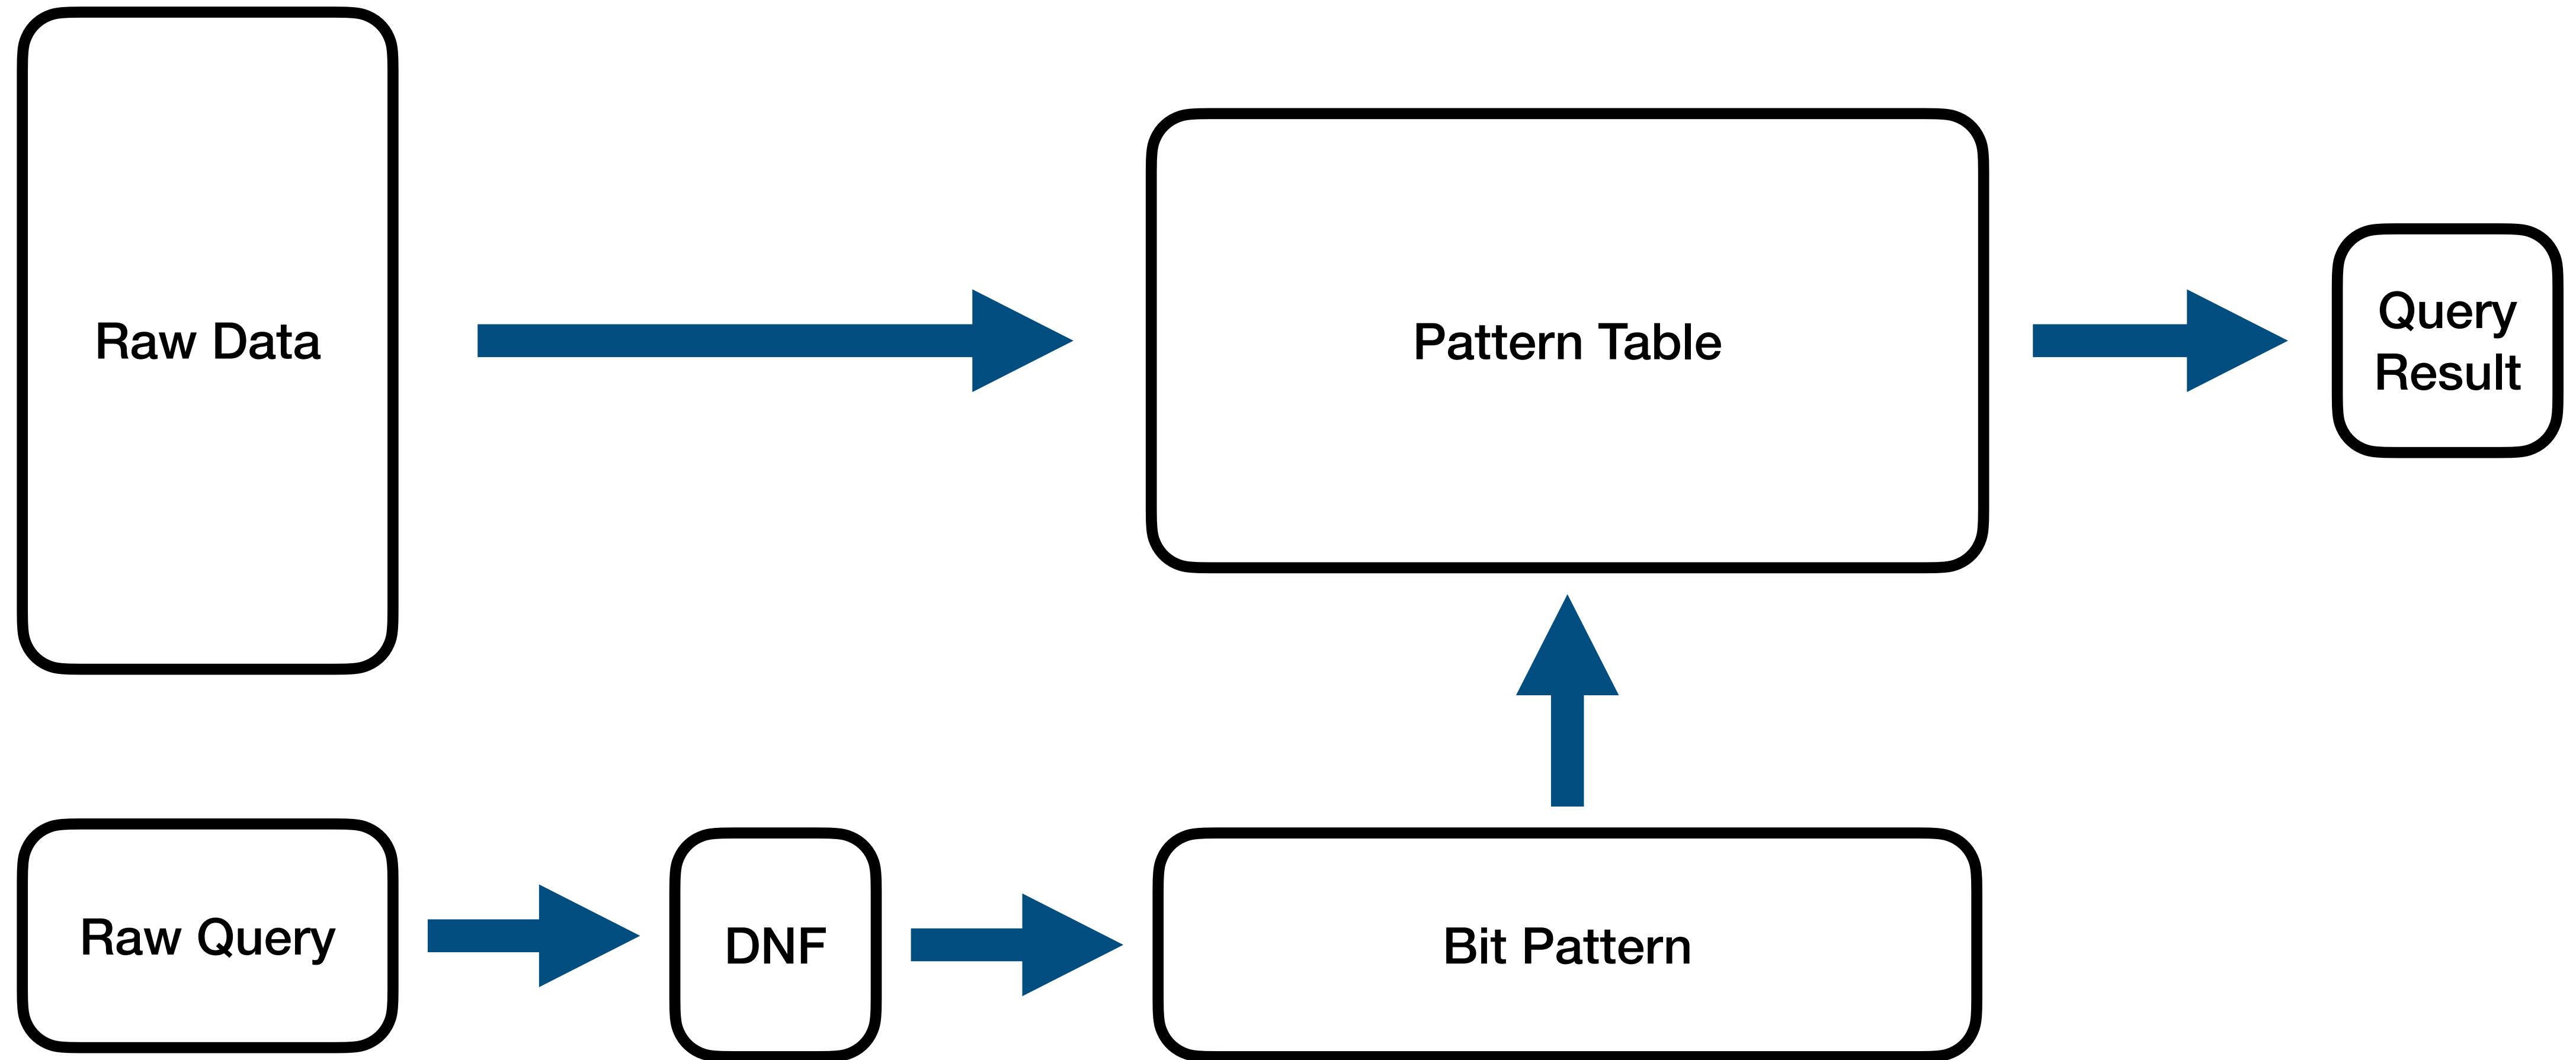 Raw Data
Pattern Table
Query
Result
Raw Query
DNF
Bit Pattern